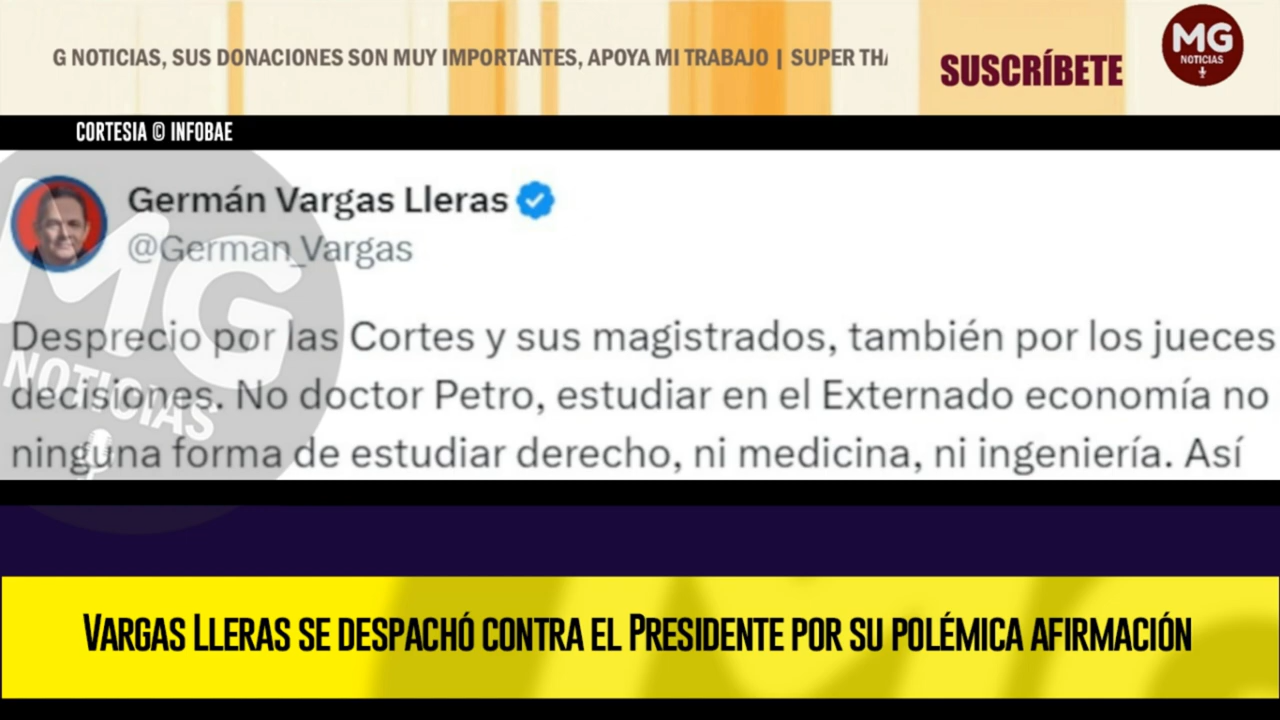 G NOTICIAS, SUS DONACIONES SON MUY IMPORTANTES, APOYA MI TRABAJO | SUPER THA
SUSCRÍBETE
MG
NOTICIAS
CORTESIA © INFOBAE
Germán Vargas Lleras
@German_Vargas
Desprecio por las Cortes y sus magistrados, también por los jueces
decisiones. No doctor Petro, estudiar en el Externado economía no
ninguna forma de estudiar derecho, ni medicina, ni ingeniería. Así
MG
NOTICIAS
VARGAS LLERAS SE DESPACHÓ CONTRA EL PRESIDENTE POR SU POLÉMICA AFIRMACIÓN